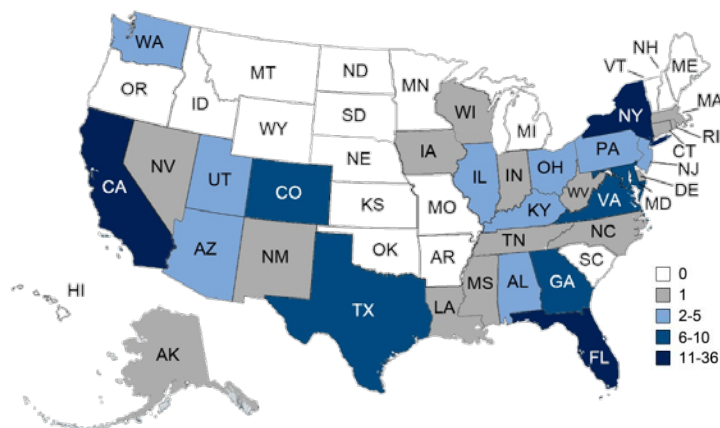 WA
MT
ND
MN
VT
NH
ME
OR
ID
SD
WI
NY
MA
WY
MI
RI
CT
NV
NE
IA
IL
IN
OH
PA
NJ
CA
UT
CO
KS
MO
KY
WV
VA
DE
MD
AZ
NM
OK
AR
TN
NC
SC
HI
TX
LA
MS
AL
GA
AK
FL
0
1
2-5
6-10
11-36